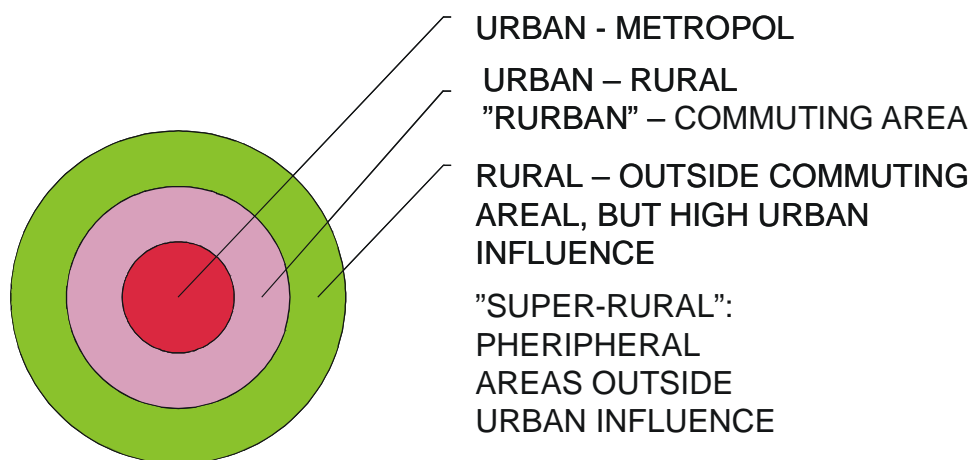 URBAN - METROPOL
URBAN – RURAL
”RURBAN” – COMMUTING AREA
RURAL – OUTSIDE COMMUTING
AREAL, BUT HIGH URBAN
INFLUENCE
”SUPER-RURAL”:
PHERIPHERAL
AREAS OUTSIDE
URBAN INFLUENCE